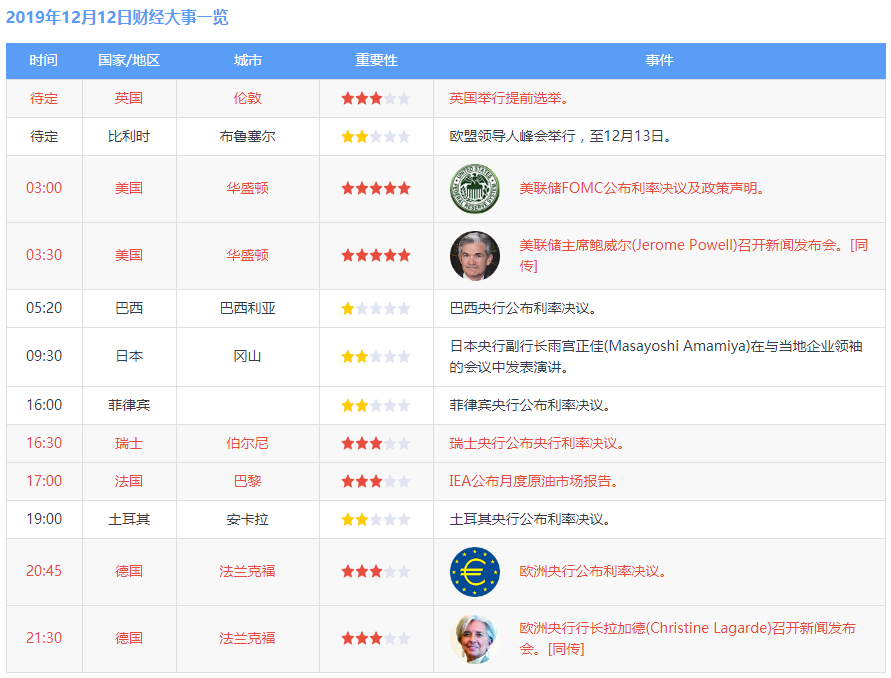 2019年12月12日财经大事一览
时间 国家/地区 城市 重要性 事件
待定 英国 伦敦 英国举行提前选举。
待定 比利时 布鲁塞尔 欧盟领导人峰会举行，至12月13日。
03:00 美国 华盛顿 美联储FOMC公布利率决议及政策声明。
03:30 美国 华盛顿 美联储主席鲍威尔(Jerome Powell)召开新闻发布会。[同
传]
05:20 巴西 巴西利亚 巴西央行公布利率决议。
09:30 日本 冈山 日本央行副行长雨宫正佳(Masayoshi Amamiya)在与当地企业领袖
的会议中发表演讲。
16:00 菲律宾 菲律宾央行公布利率决议。
16:30 瑞士 伯尔尼 瑞士央行公布央行利率决议。
17:00 法国 巴黎 IEA公布月度原油市场报告。
19:00 土耳其 安卡拉 土耳其央行公布利率决议。
20:45 德国 法兰克福 欧洲央行公布利率决议。
21:30 德国 法兰克福 欧洲央行行长拉加德(Christine Lagarde)召开新闻发布
会。[同传]